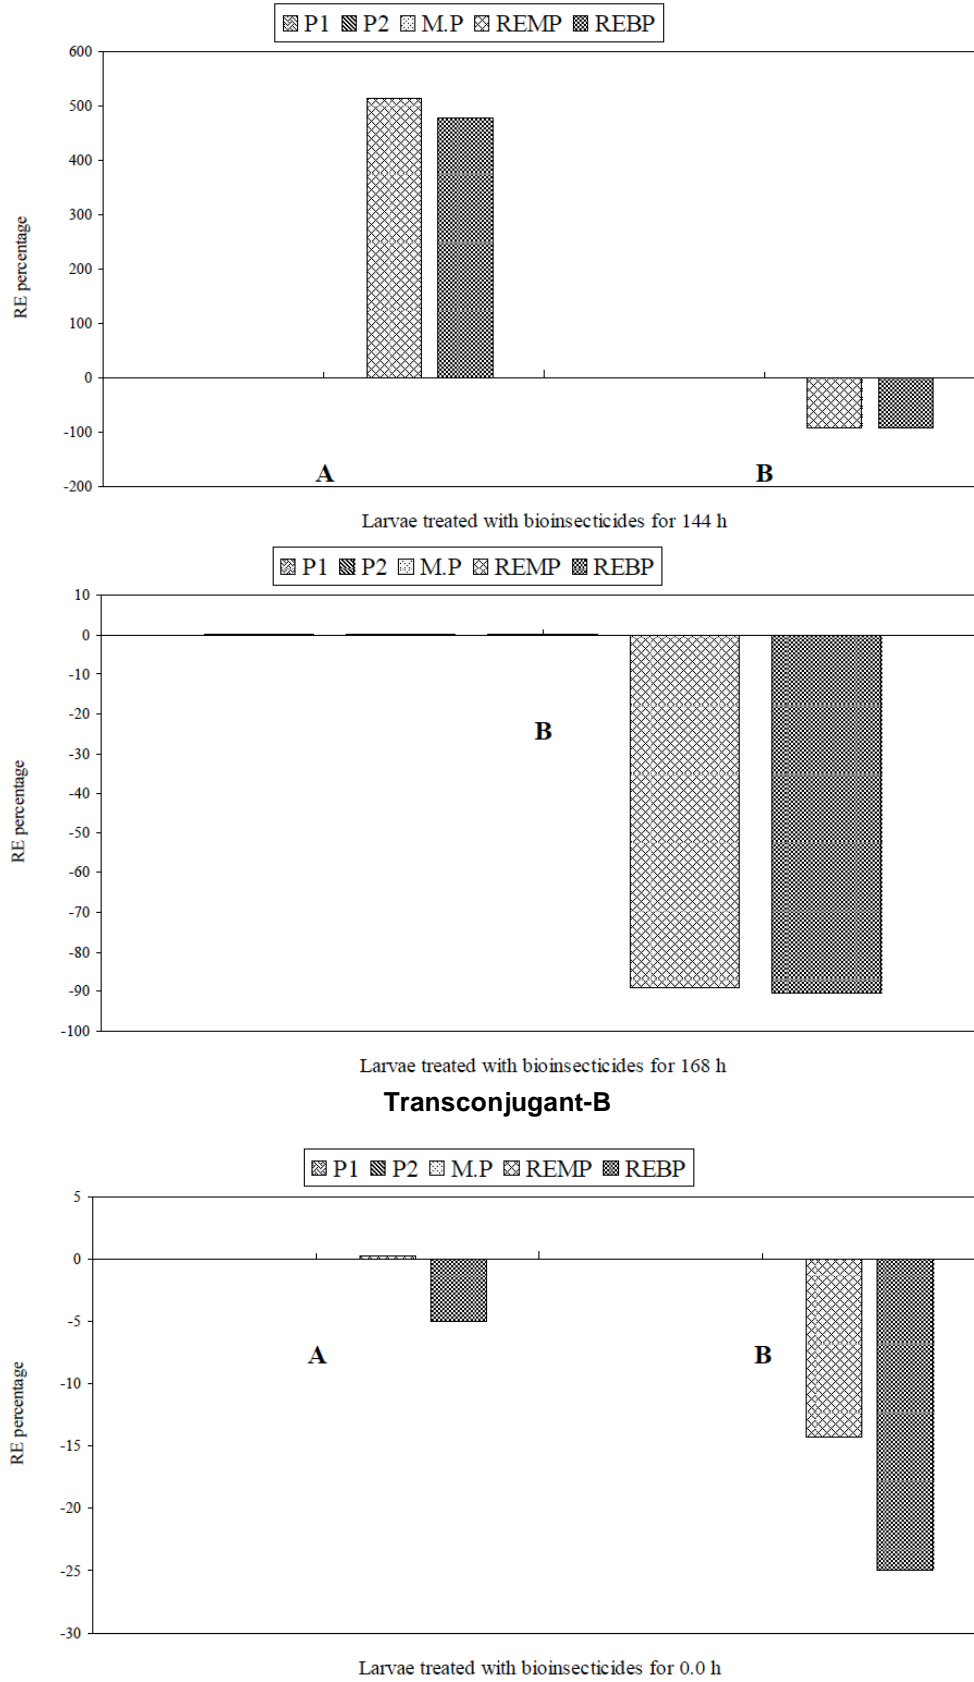 P1 P2 M.P REMP REBP
600
500
400
300
200
100
0
-100
-200
RE percentage
A B
Larvae treated with bioinsecticides for 144 h
P1 P2 M.P REMP REBP
10
0
-10
-20
-30
-40
-50
-60
-70
-80
-90
-100
RE percentage
B
Larvae treated with bioinsecticides for 168 h
Transconjugant-B
P1 P2 M.P REMP REBP
5
0
-5
-10
-15
-20
-25
-30
RE percentage
A B
Larvae treated with bioinsecticides for 0.0 h